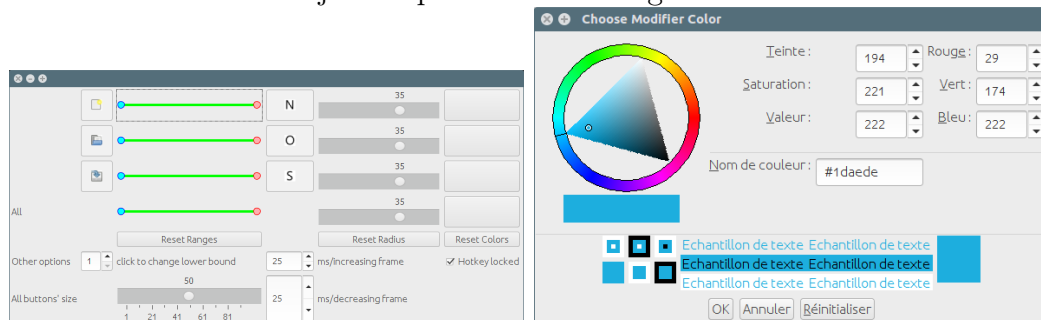 Choose Modifier Color
35
N
35
O
35
S
35
All
Reset Ranges Reset Radius Reset Colors
Other options 1 click to change lower bound 25 ms/increasing frame Hotkey locked
50
All buttons' size 25 ms/decreasing frame
1 21 41 61 81
Teinte: 194 Rouge: 29
Saturation: 221 Vert: 174
Valeur: 222 Bleu: 222
Nom de couleur: #1daede
Echantillon de texte Echantillon de texte
Echantillon de texte Echantillon de texte
Echantillon de texte Echantillon de texte
OK Annuler Réinitialiser